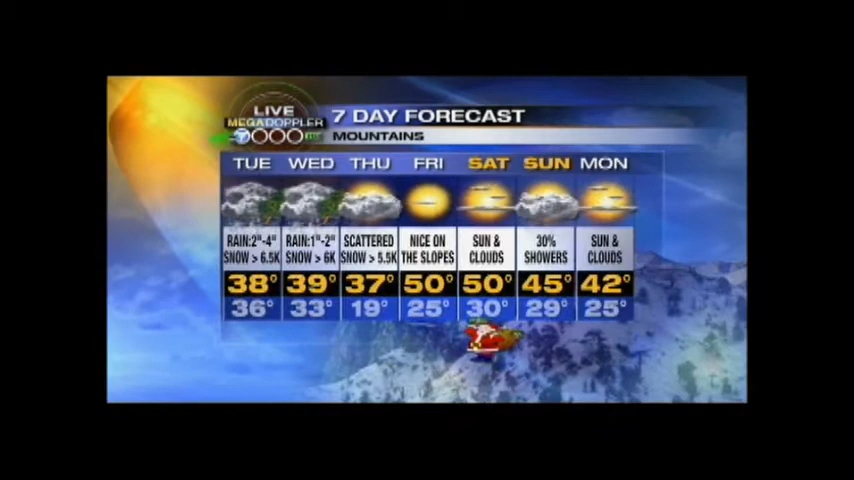 LIVE
MEGADOPPLER
7000
7 DAY FORECAST
MOUNTAINS
TUE WED THU FRI SAT SUN MON
RAIN:2"-4" RAIN:1"-2" SCATTERED NICE ON SUN & 30% SUN &
SNOW > 6.5K SNOW > 6K SNOW > 5.5K THE SLOPES CLOUDS SHOWERS CLOUDS
38° 39° 37° 50° 50° 45° 42°
36° 33° 19° 25° 30° 29° 25°